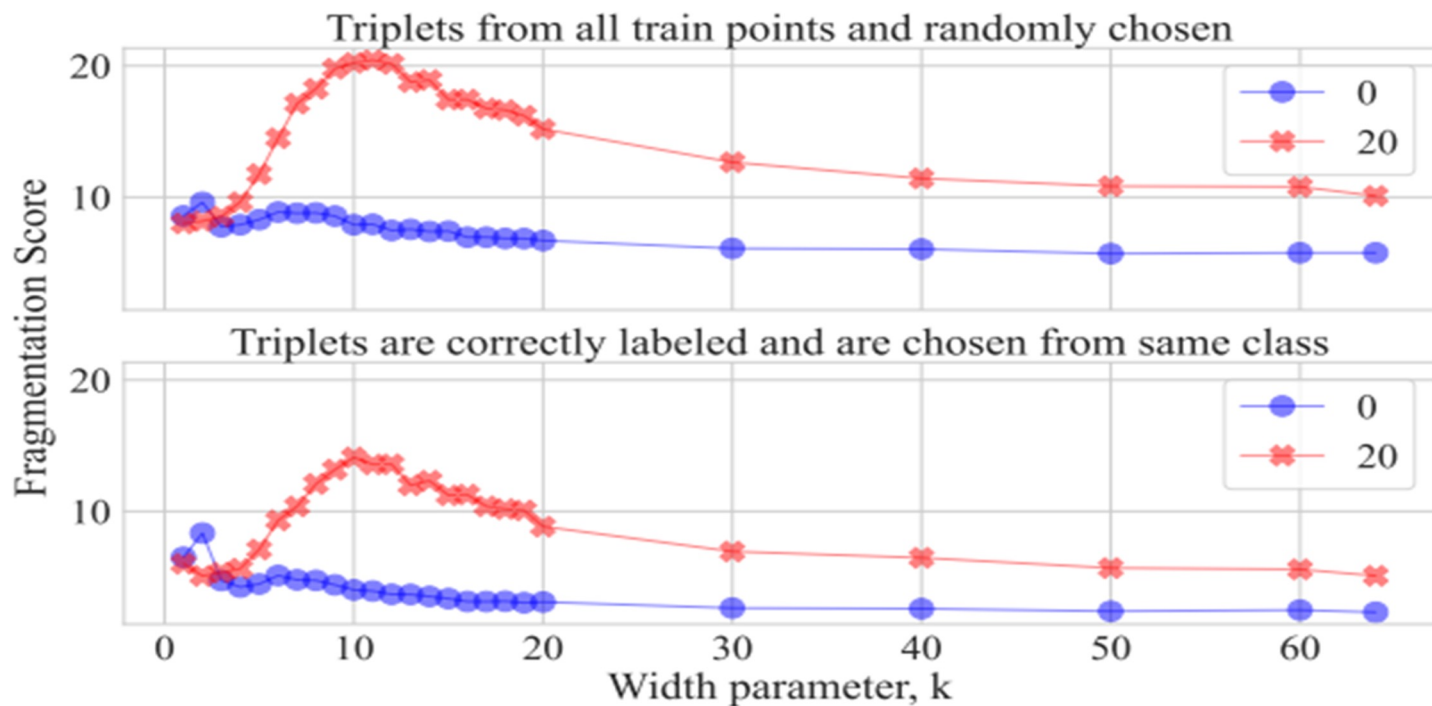 Triplets from all train points and randomly chosen
20
10
0
20
Fragmentation Score
Triplets are correctly labeled and are chosen from same class
20
10
0
20
0 10 20 30 40 50 60
Width parameter, k